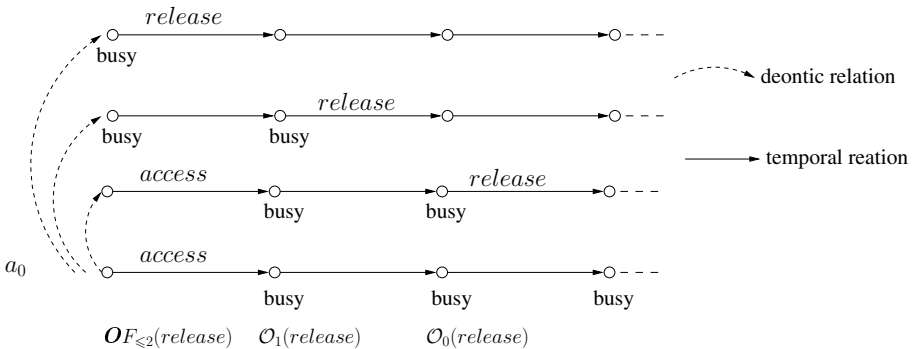 release
busy
deontic relation
release
busy busy
temporal reation
access release
busy busy
access
a₀
busy busy busy
OF⩽₂(release) 𝒪₁(release) 𝒪₀(release)